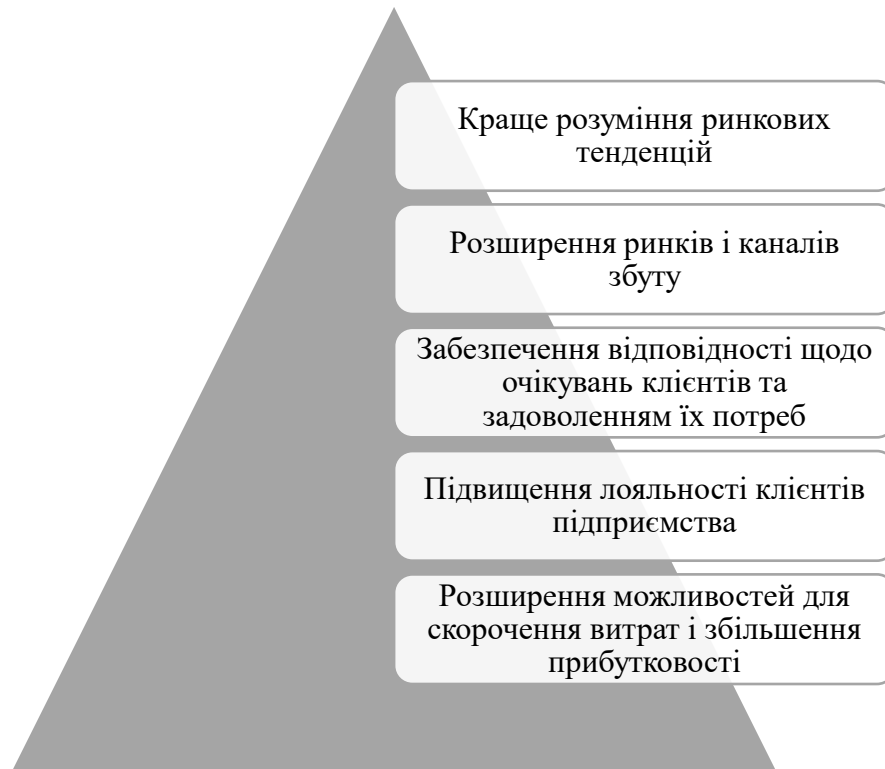 Краще розуміння ринкових
тенденцій
Розширення ринків і каналів
збуту
Забезпечення відповідності щодо
очікувань клієнтів та
задоволенням їх потреб
Підвищення лояльності клієнтів
підприємства
Розширення можливостей для
скорочення витрат і збільшення
прибутковості